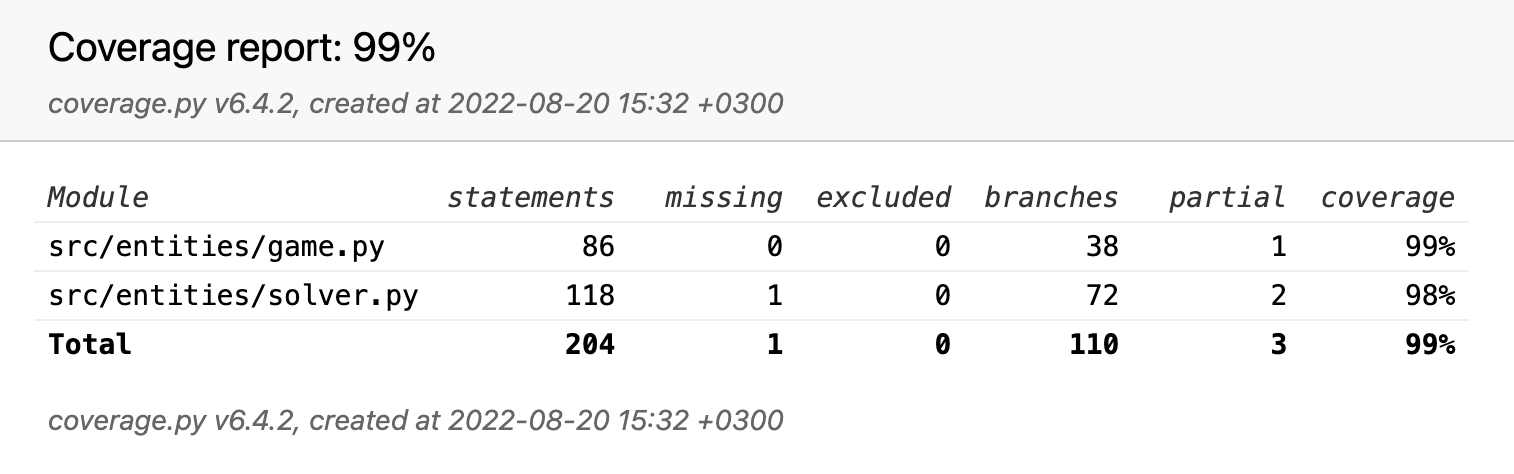 Coverage report: 99%
coverage.py v6.4.2, created at 2022-08-20 15:32 +0300
Module statements missing excluded branches partial coverage
src/entities/game.py 86 0 0 38 1 99%
src/entities/solver.py 118 1 0 72 2 98%
Total 204 1 0 110 3 99%
coverage.py v6.4.2, created at 2022-08-20 15:32 +0300